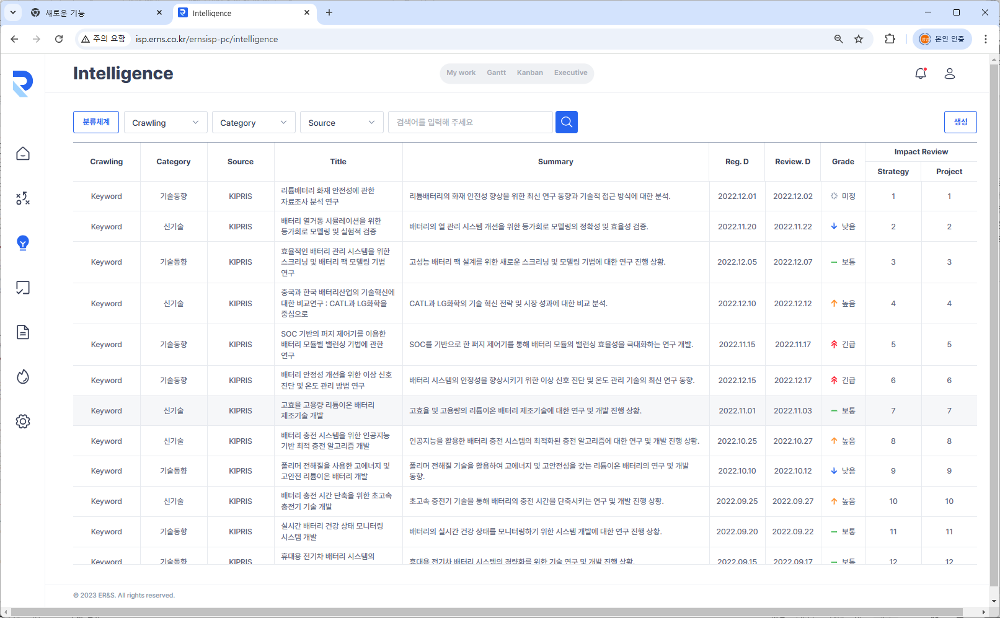 새로운 기능
Intelligence
주의 요함
isp.erns.co.kr/ernsisp-pc/intelligence
본인 인증
Intelligence
My work Gantt Kanban Executive
분류체계 Crawling Category Source 검색어를 입력해 주세요 생성
Crawling Category Source Title Summary Reg. D Review. D Grade Impact Review
Strategy Project
리튬배터리 화재 안전성에 관한
Keyword 기술동향 KIPRIS 리튬배터리의 화재 안전성 향상을 위한 최신 연구 동향과 기술적 접근 방식에 대한 분석. 2022.12.01 2022.12.02 미정 1 1
자료조사 분석 연구
배터리 열거동 시뮬레이션을 위한
Keyword 신기술 KIPRIS 배터리의 열 관리 시스템 개선을 위한 등가회로 모델링의 정확성 및 효율성 검증. 2022.11.20 2022.11.22 낮음 2 2
등가회로 모델링 및 실험적 검증
효율적인 배터리 관리 시스템을 위한
Keyword 기술동향 KIPRIS 스크리닝 및 배터리 팩 모델링 기법 고성능 배터리 팩 설계를 위한 새로운 스크리닝 및 모델링 기법에 대한 연구 진행 상황. 2022.12.05 2022.12.07 보통 3 3
연구
중국과 한국 배터리산업의 기술혁신에
Keyword 신기술 KIPRIS 대한 비교연구 : CATL과 LG화학을 CATL과 LG화학의 기술 혁신 전략 및 시장 성과에 대한 비교 분석. 2022.12.10 2022.12.12 높음 4 4
중심으로
SOC 기반의 퍼지 제어기를 이용한
Keyword 기술동향 KIPRIS 배터리 모듈별 밸런싱 기법에 관한 SOC를 기반으로 한 퍼지 제어기를 통해 배터리 모듈의 밸런싱 효율성을 극대화하는 연구 개발. 2022.11.15 2022.11.17 긴급 5 5
연구
배터리 안정성 개선을 위한 이상 신호
Keyword 기술동향 KIPRIS 배터리 시스템의 안정성을 향상시키기 위한 이상 신호 진단 및 온도 관리 기술의 최신 연구 동향. 2022.12.15 2022.12.17 긴급 6 6
진단 및 온도 관리 방법 연구
고효율 고용량 리튬이온 배터리
Keyword 신기술 KIPRIS 고효율 및 고용량의 리튬이온 배터리 제조기술에 대한 연구 및 개발 진행 상황. 2022.11.01 2022.11.03 보통 7 7
제조기술 개발
배터리 충전 시스템을 위한 인공지능
Keyword 신기술 KIPRIS 인공지능을 활용한 배터리 충전 시스템의 최적화된 충전 알고리즘에 대한 연구 및 개발 진행 상황. 2022.10.25 2022.10.27 높음 8 8
기반 최적 충전 알고리즘 개발
폴리머 전해질을 사용한 고에너지 및 폴리머 전해질 기술을 활용하여 고에너지 및 고안전성을 갖는 리튬이온 배터리의 연구 및 개발
Keyword 기술동향 KIPRIS 2022.10.10 2022.10.12 낮음 9 9
고안전 리튬이온 배터리 개발 동향.
배터리 충전 시간 단축을 위한 초고속
Keyword 신기술 KIPRIS 초고속 충전기 기술을 통해 배터리의 충전 시간을 단축시키는 연구 및 개발 진행 상황. 2022.09.25 2022.09.27 높음 10 10
충전기 기술 개발
실시간 배터리 건강 상태 모니터링
Keyword 기술동향 KIPRIS 배터리의 실시간 건강 상태를 모니터링하기 위한 시스템 개발에 대한 연구 진행 상황. 2022.09.20 2022.09.22 보통 11 11
시스템 개발
휴대용 전기차 배터리 시스템의
Keyword 기술동향 KIPRIS 휴대용 전기차 배터리 시스템의 경량화를 위한 기술 연구 및 개발 진행 상황. 2022.09.15 2022.09.17 보통 12 12
© 2023 ER&S. All rights reserved.